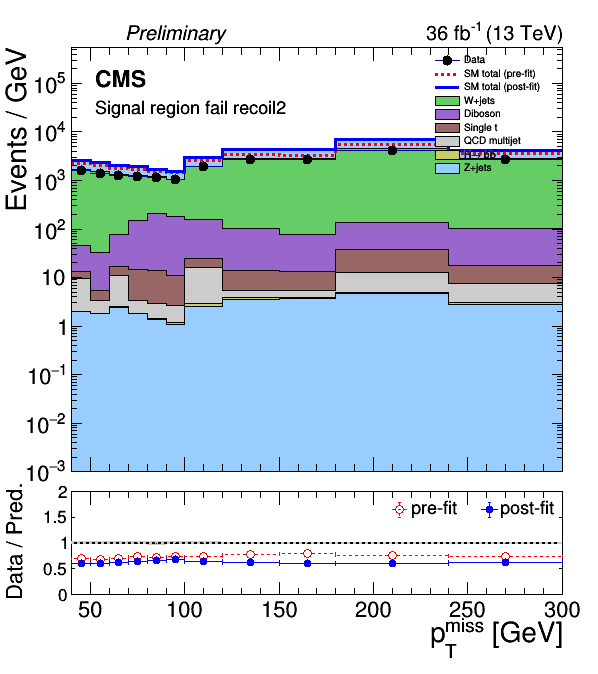 Preliminary 36 fb⁻¹ (13 TeV)
CMS
Signal region fail recoil2
Data
SM total (pre-fit)
SM total (post-fit)
W+jets
Diboson
Single t
QCD multijet
Z+jets
Events / GeV
10⁵
10⁴
10³
10²
10
1
10⁻¹
10⁻²
10⁻³
pre-fit post-fit
Data / Pred.
2
1.5
1
0.5
0
50 100 150 200 250 300
p_T^miss [GeV]